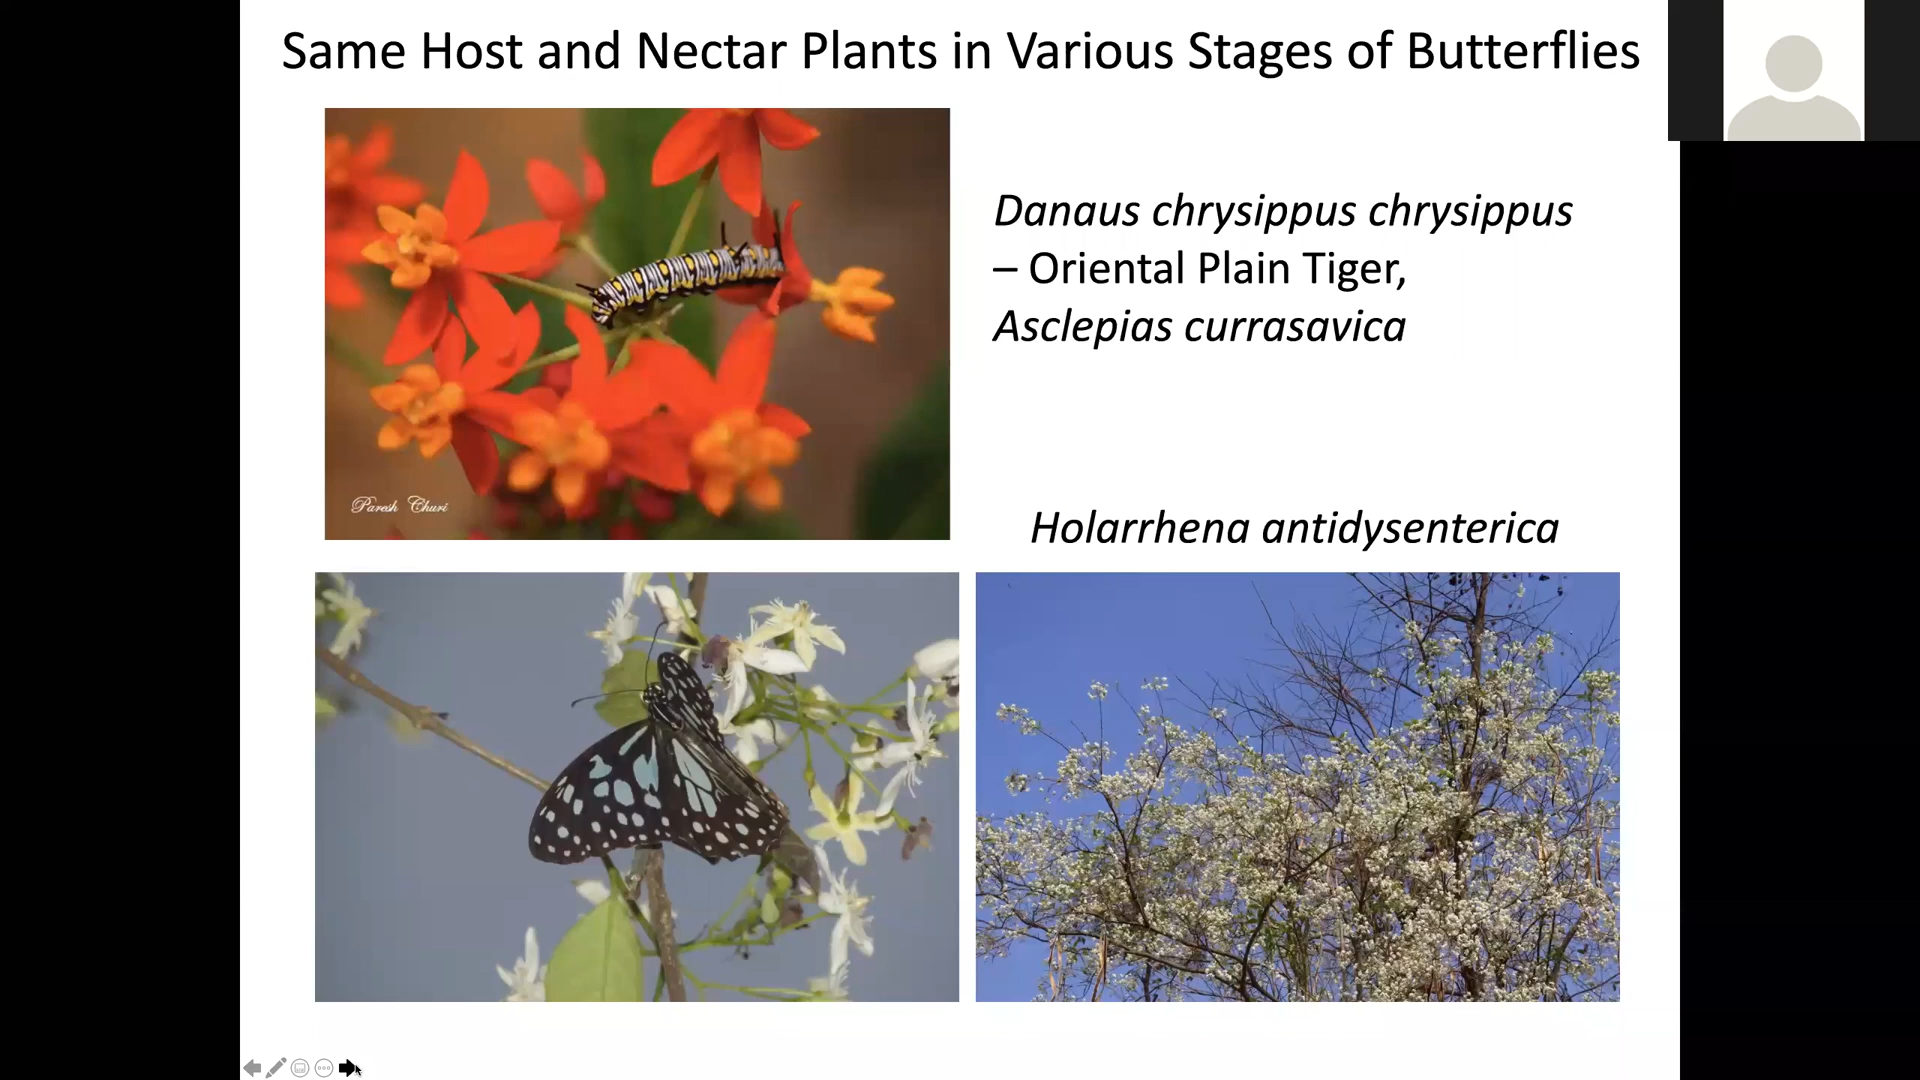 Same Host and Nectar Plants in Various Stages of Butterflies
Danaus chrysippus chrysippus
– Oriental Plain Tiger,
Asclepias currasavica
Paresh Churi
Holarrhena antidysenterica